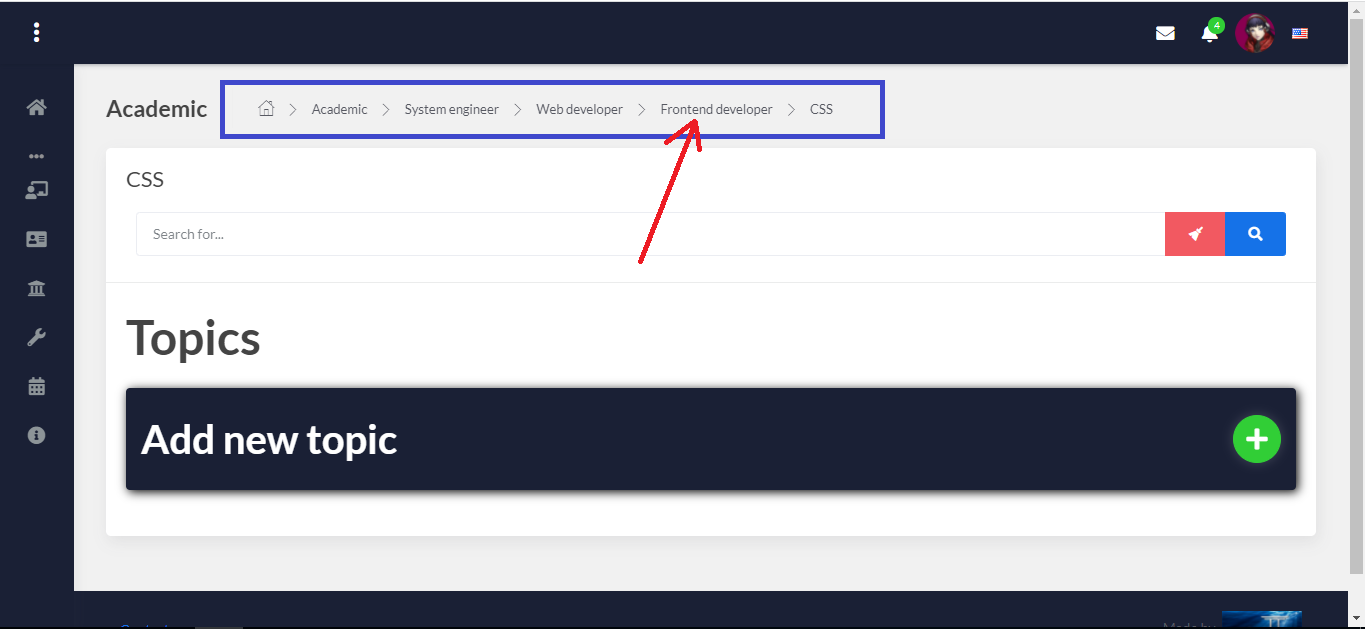 4
Academic
Academic
System engineer
Web developer
Frontend developer
CSS
CSS
Search for...
Topics
Add new topic
Made by